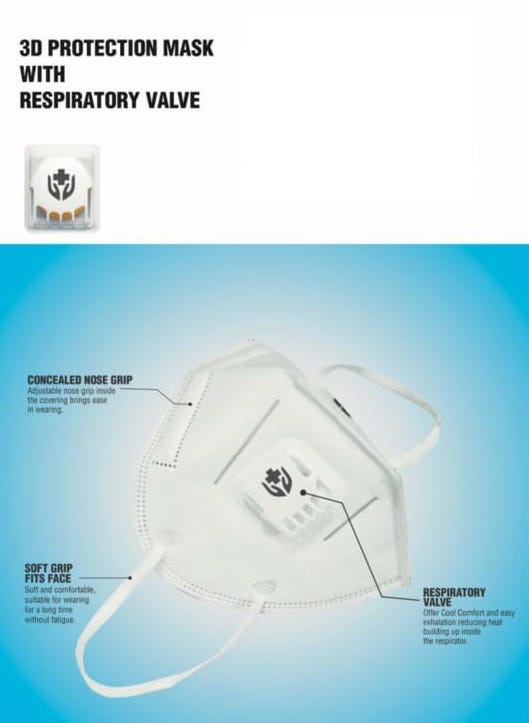 3D PROTECTION MASK
WITH
RESPIRATORY VALVE
CONCEALED NOSE GRIP
Adjustable nose grip inside
the covering brings ease
in wearing.
SOFT GRIP
FITS FACE
Soft and comfortable,
suitable for wearing
for a long time
without fatigue.
RESPIRATORY
VALVE
Offer Cool Comfort and easy
exhalation reducing heat
building up inside
the respirator.